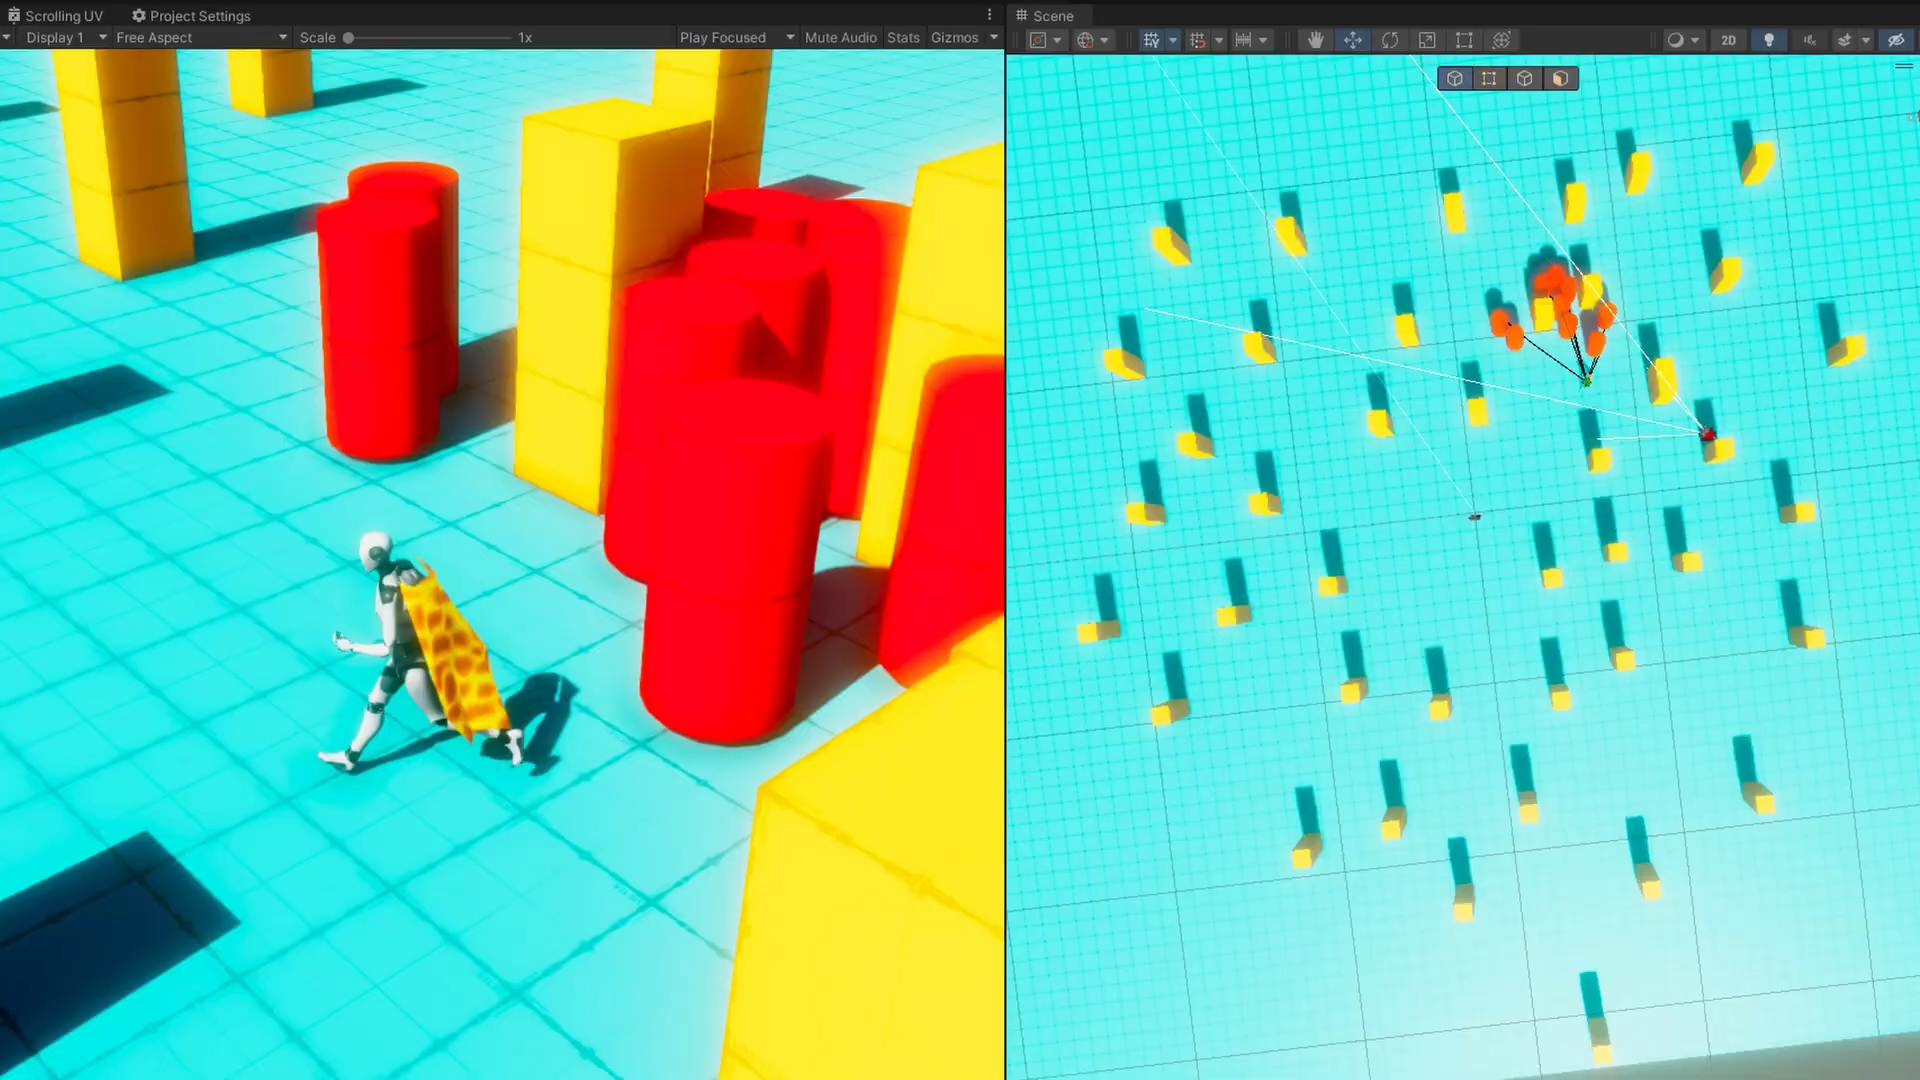 Scrolling UV
Project Settings
Display 1
Free Aspect
Scale
1x
Play Focused
Mute Audio
Stats
Gizmos
Scene
2D